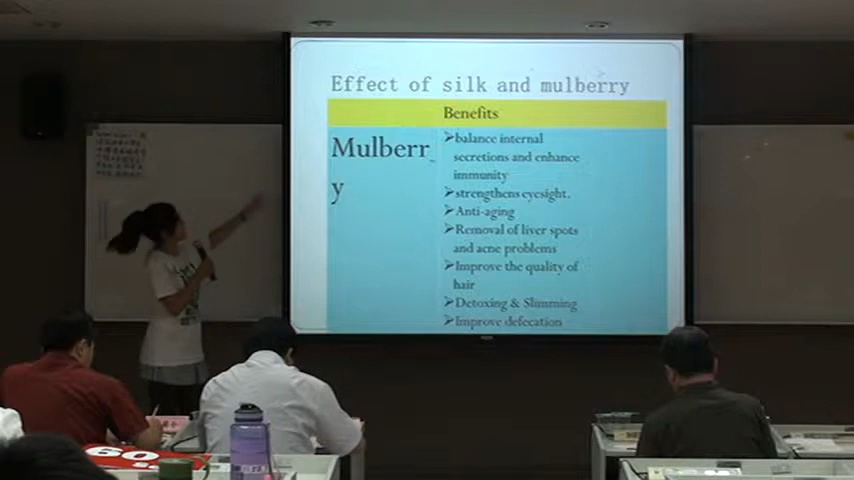 Effect of silk and mulberry
Benefits
Mulberr
y
➢balance internal
secretions and enhance
immunity
➢strengthens eyesight.
➢Anti-aging
➢Removal of liver spots
and acne problems
➢Improve the quality of
hair
➢Detoxing & Slimming
➢Improve defecation
60